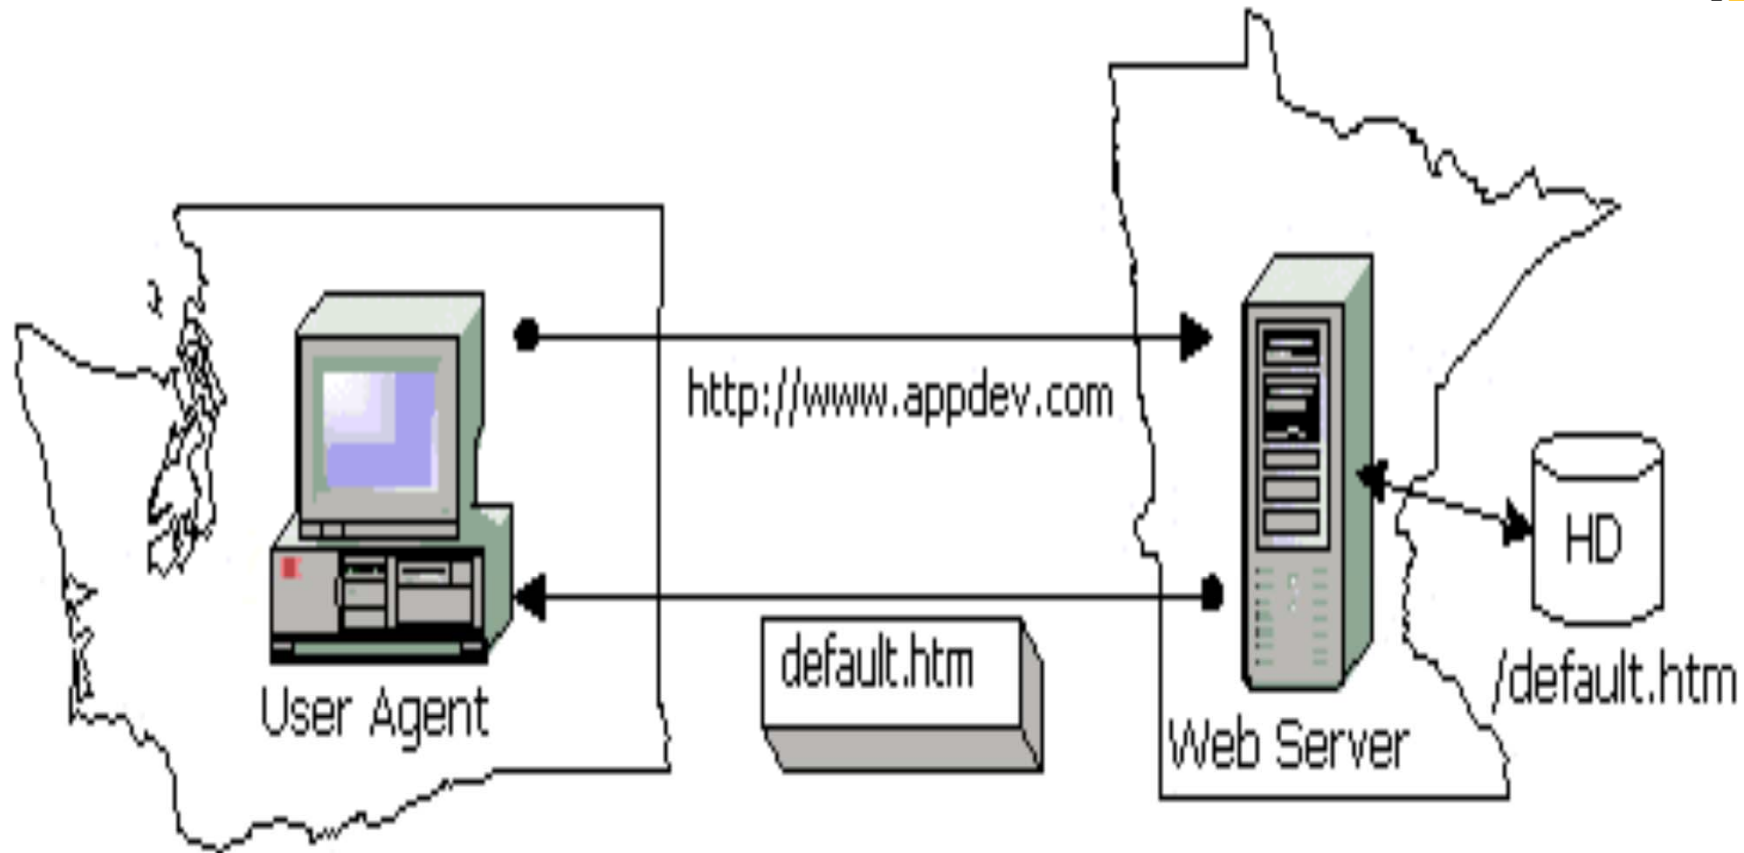 http://www.appdev.com
HD
default.htm
/default.htm
User Agent
Web Server